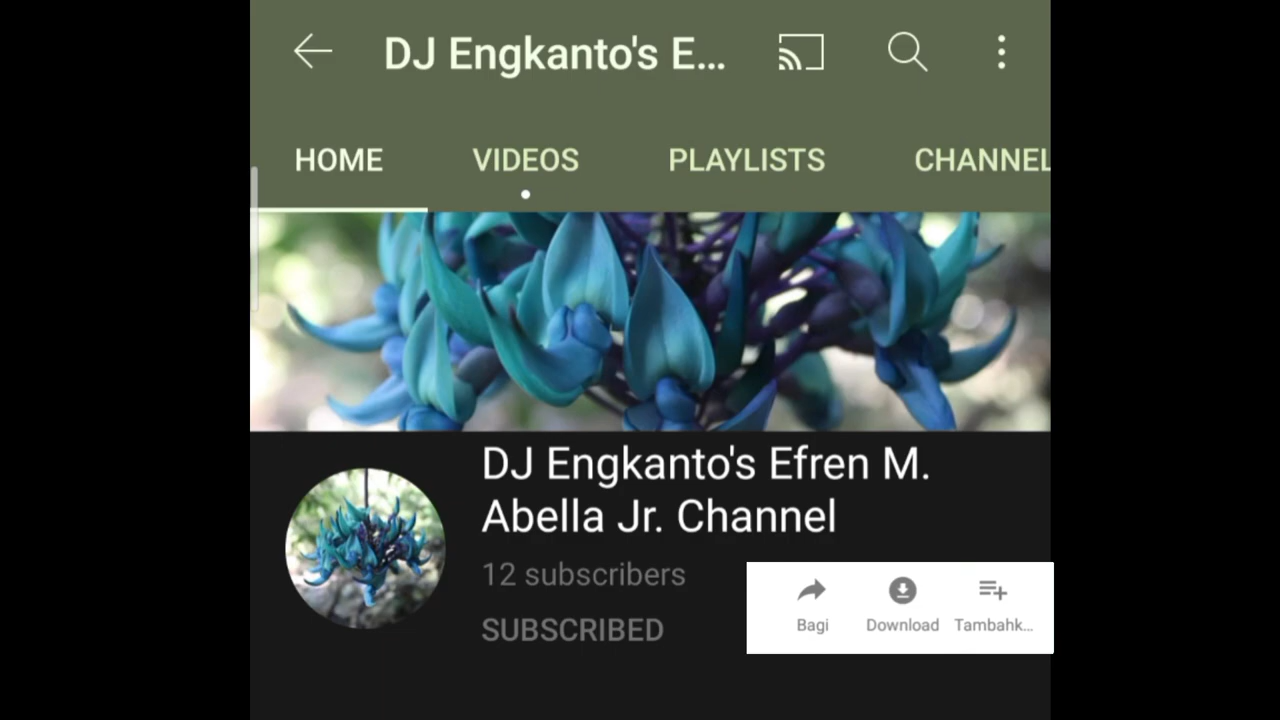 DJ Engkanto's E...
HOME VIDEOS PLAYLISTS CHANNEL
DJ Engkanto's Efren M.
Abella Jr. Channel
12 subscribers
SUBSCRIBED
Bagi Download Tambahk...